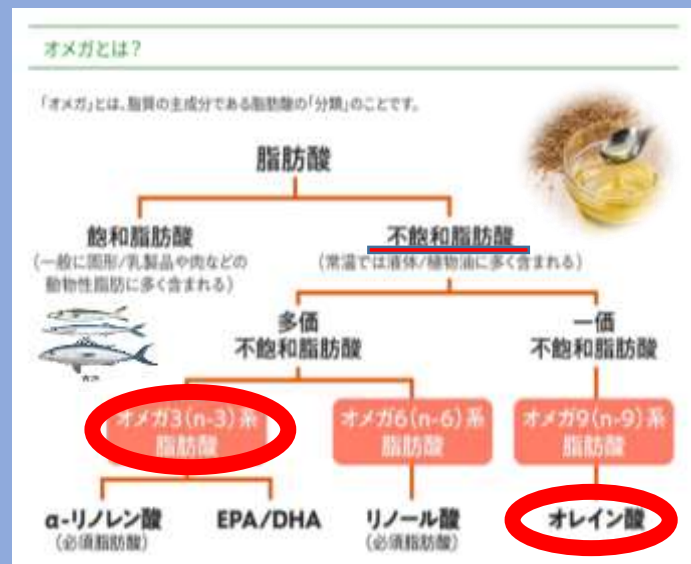 オメガとは?
「オメガ」とは、脂質の主成分である脂肪酸の「分類」のことです。
脂肪酸
飽和脂肪酸
(一般に固形/乳製品や肉などの
動物性脂肪に多く含まれる)
不飽和脂肪酸
(常温では液体/植物油に多く含まれる)
多価
不飽和脂肪酸
一価
不飽和脂肪酸
オメガ3(n-3)系
脂肪酸
オメガ6(n-6)系
脂肪酸
オメガ9(n-9)系
脂肪酸
α-リノレン酸
(必須脂肪酸)
EPA/DHA
リノール酸
(必須脂肪酸)
オレイン酸